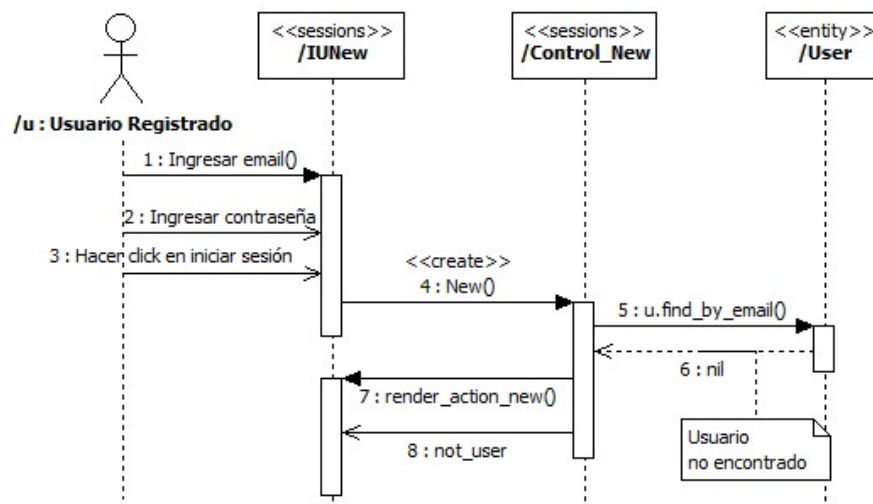 <<sessions>>
/IUNew
<<sessions>>
/Control_New
<<entity>>
/User
/u : Usuario Registrado
1 : Ingresar email()
2 : Ingresar contraseña
3 : Hacer click en iniciar sesión
<<create>>
4 : New()
5 : u.find_by_email()
6 : nil
7 : render_action_new()
8 : not_user
Usuario
no encontrado